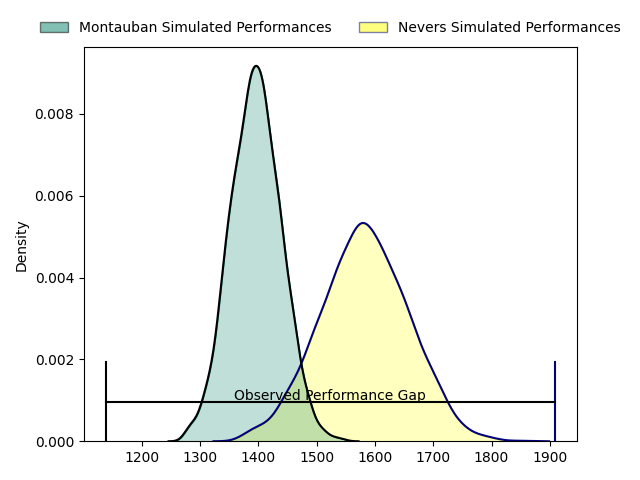 Montauban Simulated Performances Nevers Simulated Performances
0.008
0.006
Density
0.004
0.002
Observed Performance Gap
0.000
1200 1300 1400 1500 1600 1700 1800 1900